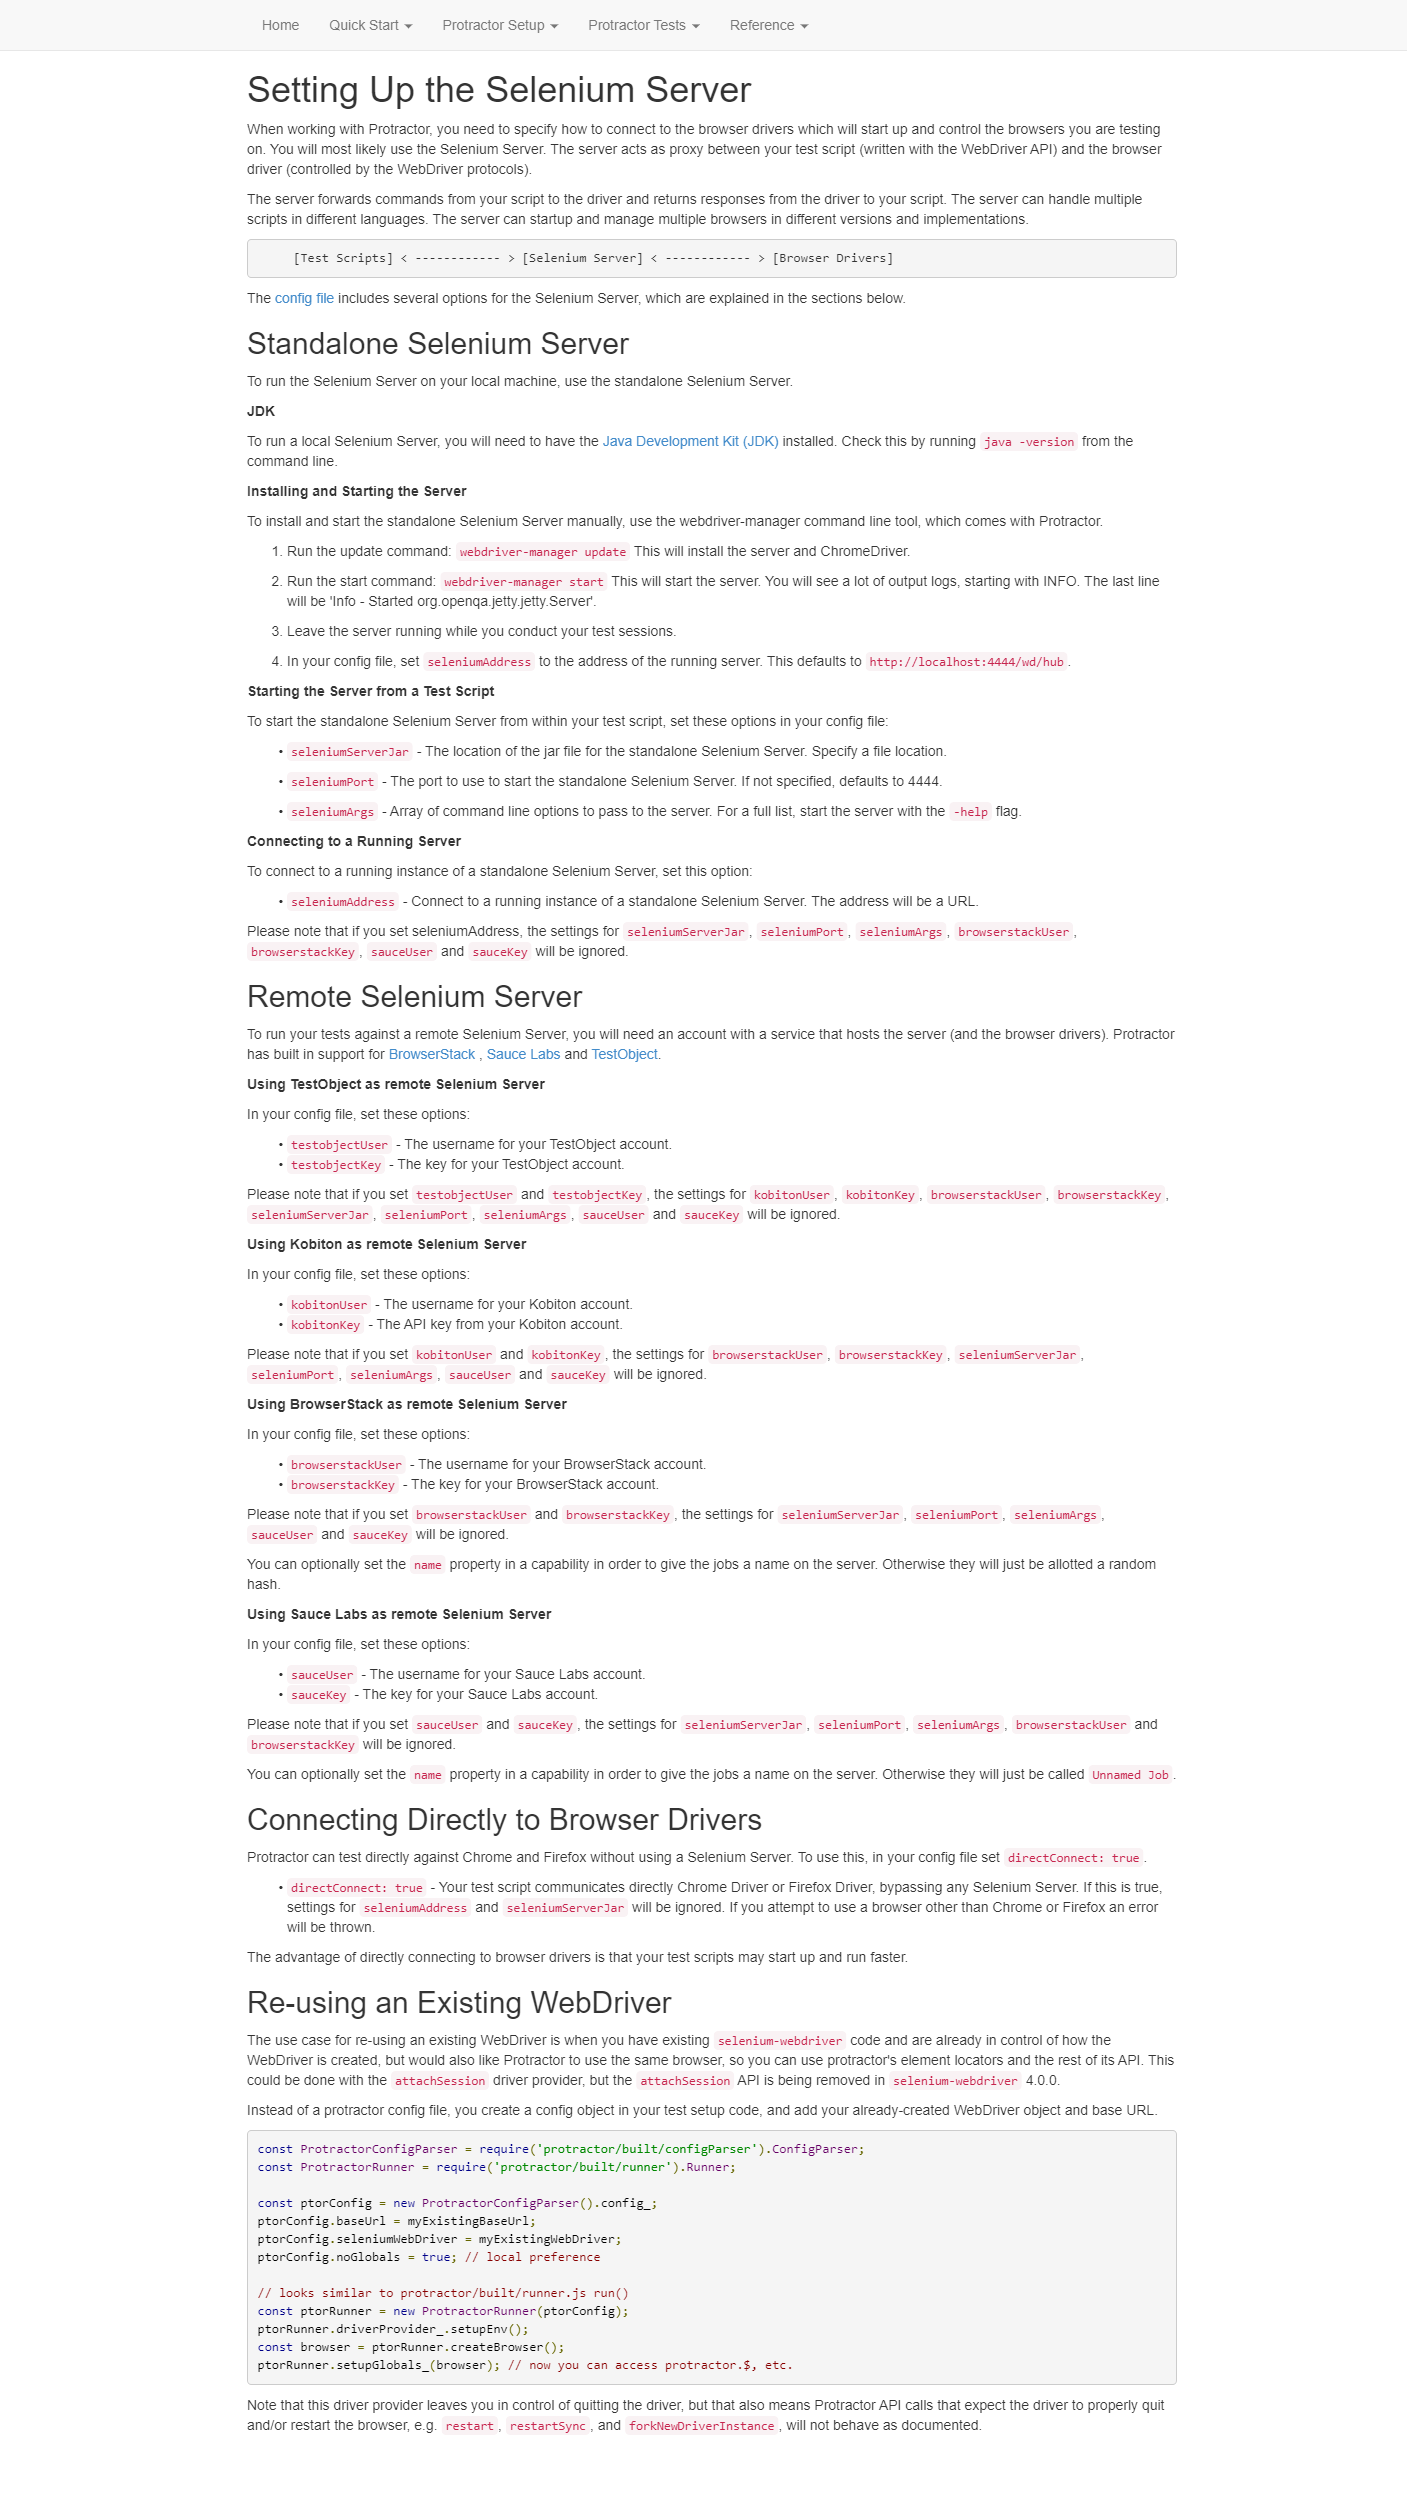 Home Quick Start Protractor Setup Protractor Tests Reference
Setting Up the Selenium Server
When working with Protractor, you need to specify how to connect to the browser drivers which will start up and control the browsers you are testing
on. You will most likely use the Selenium Server. The server acts as proxy between your test script (written with the WebDriver API) and the browser
driver (controlled by the WebDriver protocols).
The server forwards commands from your script to the driver and returns responses from the driver to your script. The server can handle multiple
scripts in different languages. The server can startup and manage multiple browsers in different versions and implementations.
[Test Scripts] < ------------ > [Selenium Server] < ------------ > [Browser Drivers]
The config file includes several options for the Selenium Server, which are explained in the sections below.
Standalone Selenium Server
To run the Selenium Server on your local machine, use the standalone Selenium Server.
JDK
To run a local Selenium Server, you will need to have the Java Development Kit (JDK) installed. Check this by running java -version from the
command line.
Installing and Starting the Server
To install and start the standalone Selenium Server manually, use the webdriver-manager command line tool, which comes with Protractor.
1. Run the update command: webdriver-manager update This will install the server and ChromeDriver.
2. Run the start command: webdriver-manager start This will start the server. You will see a lot of output logs, starting with INFO. The last line
will be 'Info - Started org.openqa.jetty.jetty.Server'.
3. Leave the server running while you conduct your test sessions.
4. In your config file, set seleniumAddress to the address of the running server. This defaults to http://localhost:4444/wd/hub.
Starting the Server from a Test Script
To start the standalone Selenium Server from within your test script, set these options in your config file:
• seleniumServerJar - The location of the jar file for the standalone Selenium Server. Specify a file location.
• seleniumPort - The port to use to start the standalone Selenium Server. If not specified, defaults to 4444.
• seleniumArgs - Array of command line options to pass to the server. For a full list, start the server with the -help flag.
Connecting to a Running Server
To connect to a running instance of a standalone Selenium Server, set this option:
• seleniumAddress - Connect to a running instance of a standalone Selenium Server. The address will be a URL.
Please note that if you set seleniumAddress, the settings for seleniumServerJar, seleniumPort, seleniumArgs, browserstackUser,
browserstackKey, sauceUser and sauceKey will be ignored.
Remote Selenium Server
To run your tests against a remote Selenium Server, you will need an account with a service that hosts the server (and the browser drivers). Protractor
has built in support for BrowserStack , Sauce Labs and TestObject.
Using TestObject as remote Selenium Server
In your config file, set these options:
• testobjectUser - The username for your TestObject account.
• testobjectKey - The key for your TestObject account.
Please note that if you set testobjectUser and testobjectKey, the settings for kobitonUser, kobitonKey, browserstackUser, browserstackKey,
seleniumServerJar, seleniumPort, seleniumArgs, sauceUser and sauceKey will be ignored.
Using Kobiton as remote Selenium Server
In your config file, set these options:
• kobitonUser - The username for your Kobiton account.
• kobitonKey - The API key from your Kobiton account.
Please note that if you set kobitonUser and kobitonKey, the settings for browserstackUser, browserstackKey, seleniumServerJar,
seleniumPort, seleniumArgs, sauceUser and sauceKey will be ignored.
Using BrowserStack as remote Selenium Server
In your config file, set these options:
• browserstackUser - The username for your BrowserStack account.
• browserstackKey - The key for your BrowserStack account.
Please note that if you set browserstackUser and browserstackKey, the settings for seleniumServerJar, seleniumPort, seleniumArgs,
sauceUser and sauceKey will be ignored.
You can optionally set the name property in a capability in order to give the jobs a name on the server. Otherwise they will just be allotted a random
hash.
Using Sauce Labs as remote Selenium Server
In your config file, set these options:
• sauceUser - The username for your Sauce Labs account.
• sauceKey - The key for your Sauce Labs account.
Please note that if you set sauceUser and sauceKey, the settings for seleniumServerJar, seleniumPort, seleniumArgs, browserstackUser and
browserstackKey will be ignored.
You can optionally set the name property in a capability in order to give the jobs a name on the server. Otherwise they will just be called Unnamed Job.
Connecting Directly to Browser Drivers
Protractor can test directly against Chrome and Firefox without using a Selenium Server. To use this, in your config file set directConnect: true.
• directConnect: true - Your test script communicates directly Chrome Driver or Firefox Driver, bypassing any Selenium Server. If this is true,
settings for seleniumAddress and seleniumServerJar will be ignored. If you attempt to use a browser other than Chrome or Firefox an error
will be thrown.
The advantage of directly connecting to browser drivers is that your test scripts may start up and run faster.
Re-using an Existing WebDriver
The use case for re-using an existing WebDriver is when you have existing selenium-webdriver code and are already in control of how the
WebDriver is created, but would also like Protractor to use the same browser, so you can use protractor's element locators and the rest of its API. This
could be done with the attachSession driver provider, but the attachSession API is being removed in selenium-webdriver 4.0.0.
Instead of a protractor config file, you create a config object in your test setup code, and add your already-created WebDriver object and base URL.
const ProtractorConfigParser = require('protractor/built/configParser').ConfigParser;
const ProtractorRunner = require('protractor/built/runner').Runner;
const ptorConfig = new ProtractorConfigParser().config_;
ptorConfig.baseUrl = myExistingBaseUrl;
ptorConfig.seleniumWebDriver = myExistingWebDriver;
ptorConfig.noGlobals = true; // local preference
// looks similar to protractor/built/runner.js run()
const ptorRunner = new ProtractorRunner(ptorConfig);
ptorRunner.driverProvider_.setupEnv();
const browser = ptorRunner.createBrowser();
ptorRunner.setupGlobals_(browser); // now you can access protractor.$, etc.
Note that this driver provider leaves you in control of quitting the driver, but that also means Protractor API calls that expect the driver to properly quit
and/or restart the browser, e.g. restart, restartSync, and forkNewDriverInstance, will not behave as documented.